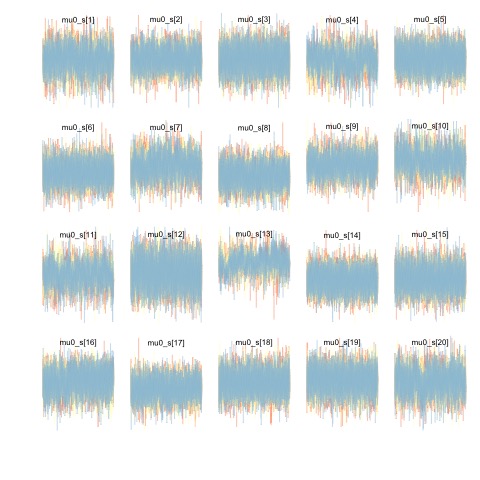 mu0_s[1] mu0_s[2] mu0_s[3] mu0_s[4] mu0_s[5]
mu0_s[6] mu0_s[7] mu0_s[8] mu0_s[9] mu0_s[10]
mu0_s[11] mu0_s[12] mu0_s[13] mu0_s[14] mu0_s[15]
mu0_s[16] mu0_s[17] mu0_s[18] mu0_s[19] mu0_s[20]